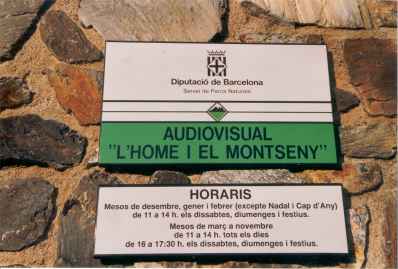 Diputació de Barcelona
Servei de Parcs Naturals
AUDIOVISUAL
"L'HOME I EL MONTSENY"
HORARIS
Mesos de desembre, gener i febrer (excepte Nadal i Cap d'Any)
de 11 a 14 h. els dissabtes, diumenges i festius.
Mesos de març a novembre
de 11 a 14 h. tots els dies
de 16 a 17:30 h. els dissabtes, diumenges i festius.